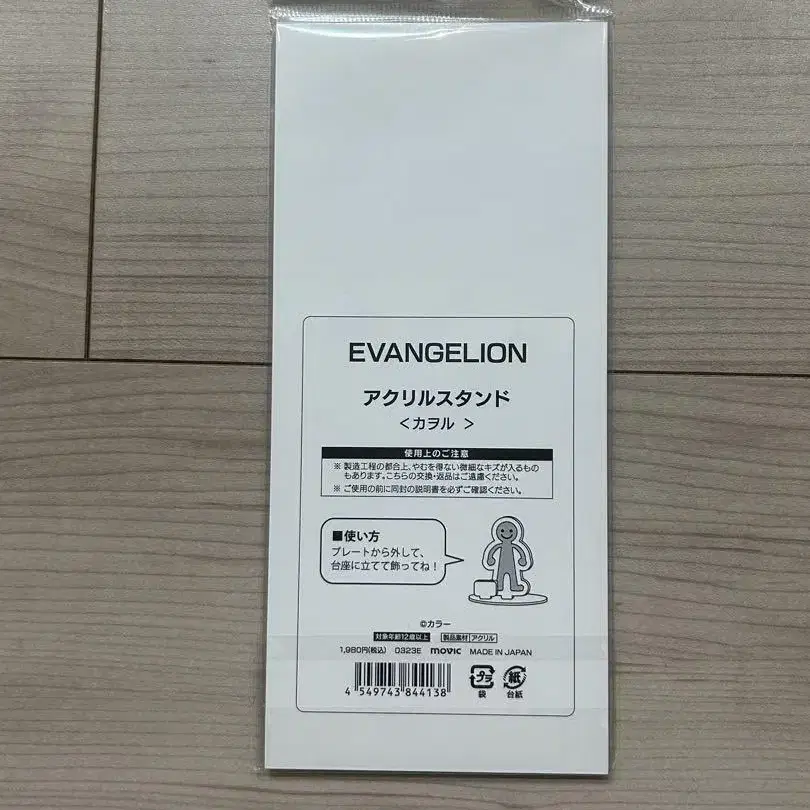 EVANGELION
アクリルスタンド
<カヲル >
使用上のご注意
※ 製造工程の都合上、やむを得ない微細なキズが入るもの
もあります。こちらの交換・返品はご遠慮ください。
※ ご使用の前に同封の説明書を必ずご確認ください。
■使い方
プレートから外して、
台座に立てて飾ってね!
©カラー
対象年齢12歳以上 製品素材 アクリル
1,980円(税込) 0323E movic MADE IN JAPAN
4 549743 844138
プラ
袋
紙
台紙